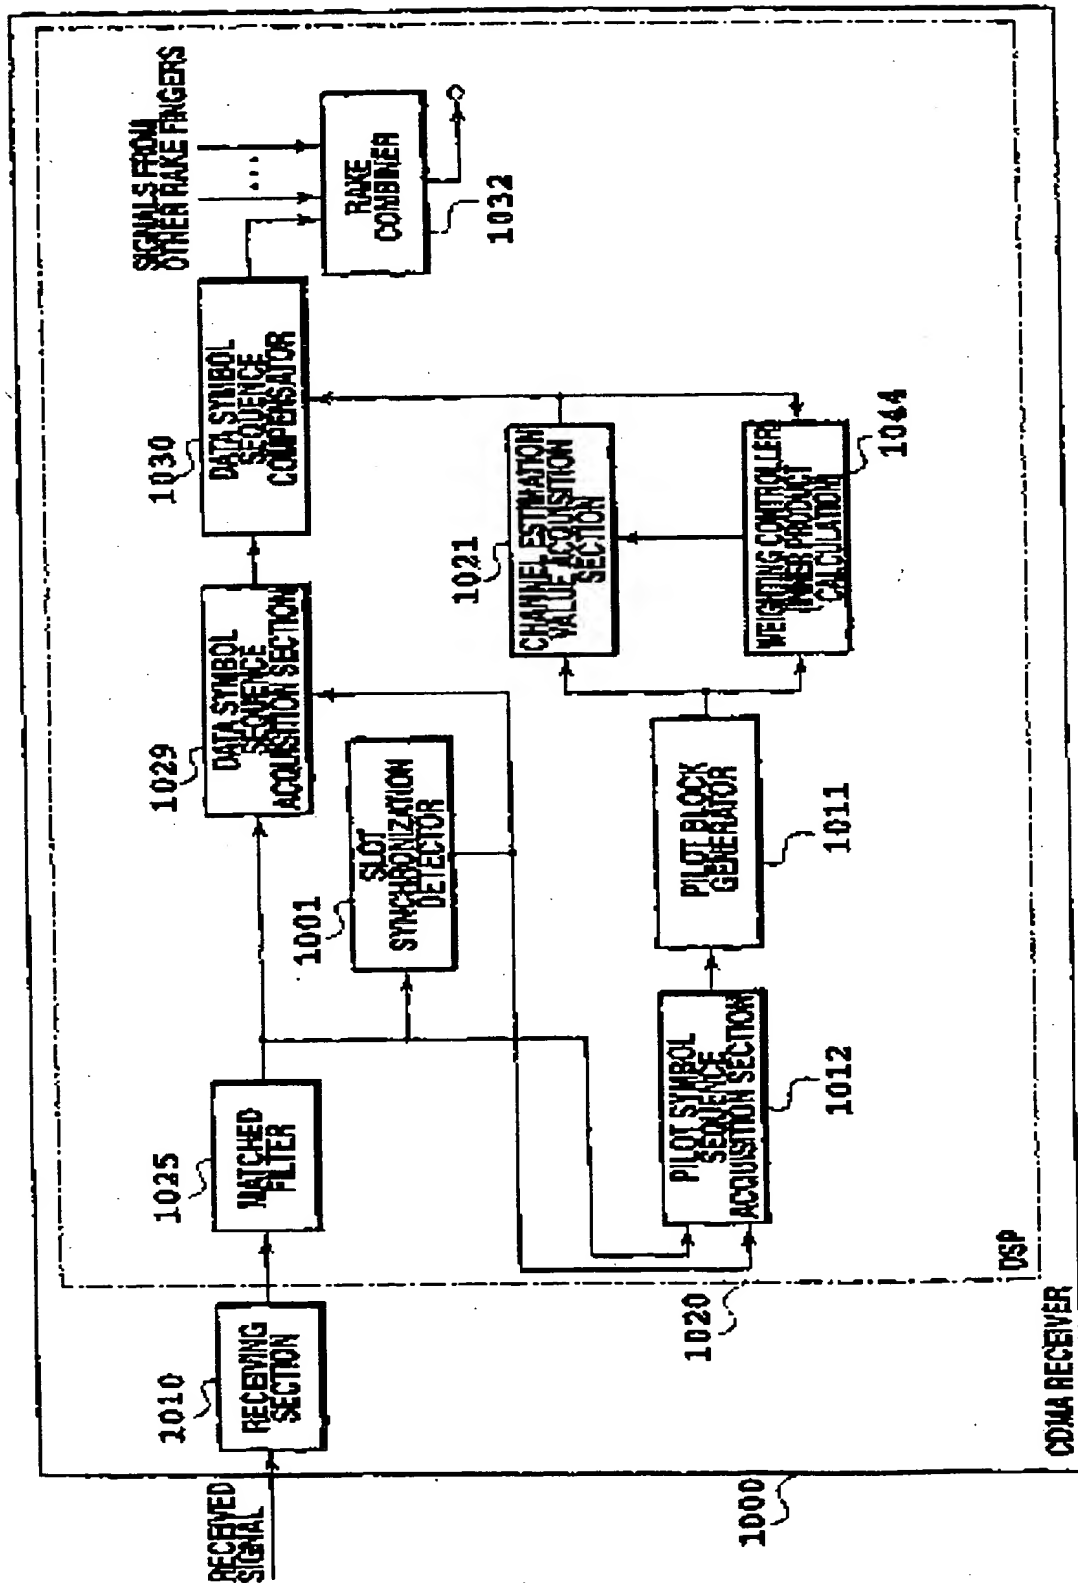 RECEIVED
SIGNAL
1000
CDMA RECEIVER
1010
RECEIVING
SECTION
1020
DSP
1025
MATCHED
FILTER
1001
SLOT
SYNCHRONIZATION
DETECTOR
1012
PILOT SYMBOL
SEQUENCE
ACQUISITION SECTION
1011
PILOT BLOCK
GENERATOR
1029
DATA SYMBOL
SEQUENCE
ACQUISITION SECTION
1021
CHANNEL ESTIMATION
VALUE ACQUISITION
SECTION
1044
WEIGHTING CONTROLLER
(INNER PRODUCT
CALCULATION)
1030
DATA SYMBOL
SEQUENCE
COMPENSATOR
SIGNALS FROM
OTHER RAKE FINGERS
...
RAKE
COMBINER
1032